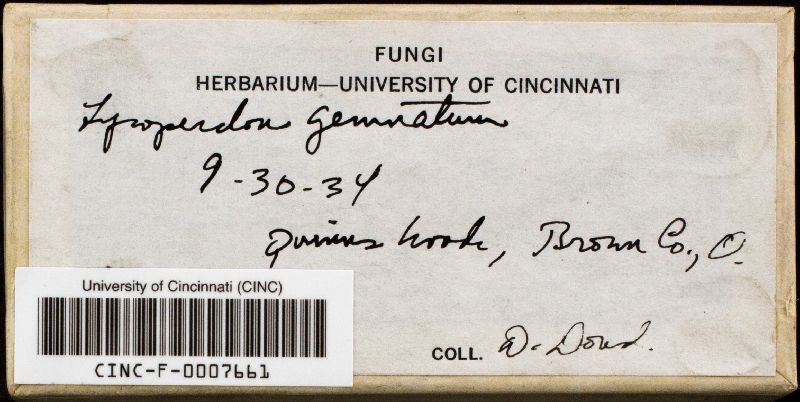 FUNGI
HERBARIUM—UNIVERSITY OF CINCINNATI
Lycoperdon gemmatum
9-30-34
Woods, Brown Co., O.
University of Cincinnati (CINC)
CINC-F-0007661
COLL. D.